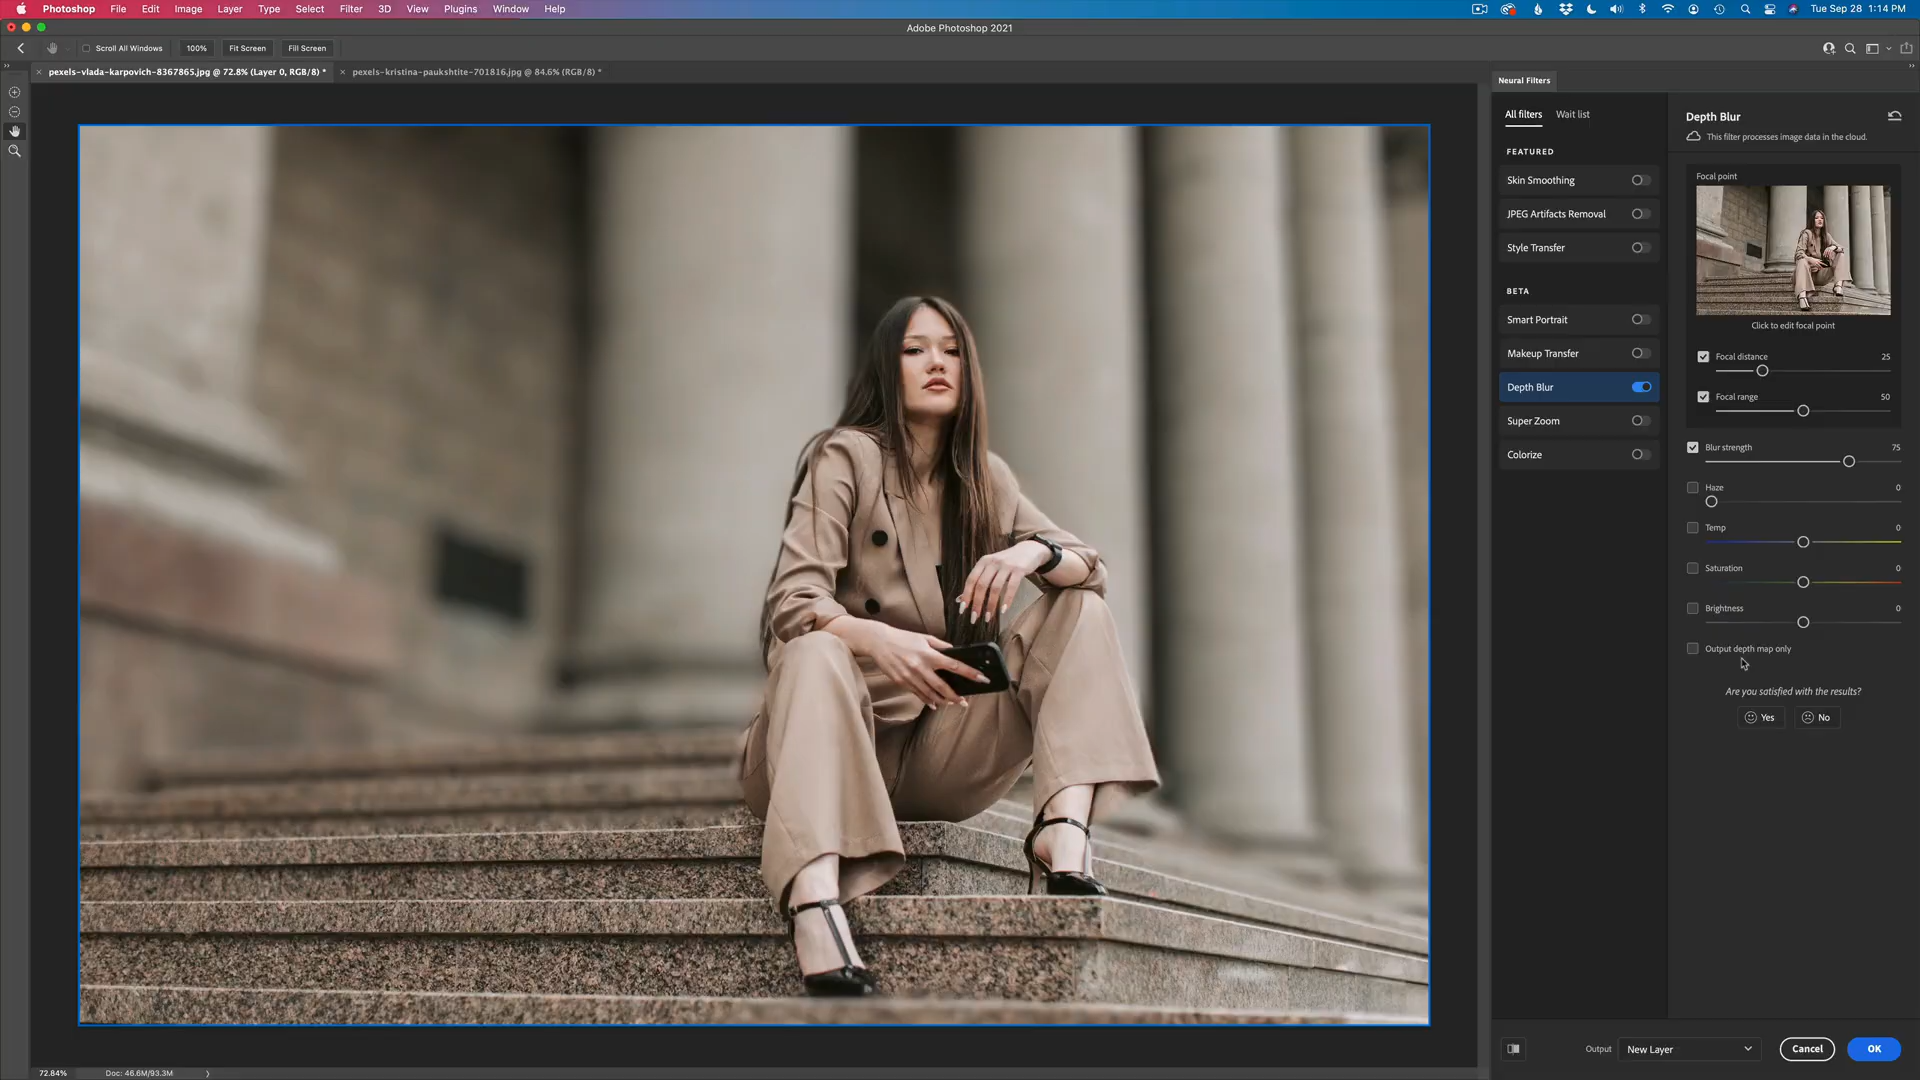 Photoshop File Edit Image Layer Type Select Filter 3D View Plugins Window Help Tue Sep 28 1:14 PM
Adobe Photoshop 2021
Scroll All Windows 100% Fit Screen Fill Screen
pexels-vlada-karpovich-8367865.jpg @ 72.8% (Layer 0, RGB/8) * pexels-kristina-paukshtite-701816.jpg @ 84.6% (RGB/8) *
Neural Filters
All filters Wait list
FEATURED
Skin Smoothing
JPEG Artifacts Removal
Style Transfer
BETA
Smart Portrait
Makeup Transfer
Depth Blur
Super Zoom
Colorize
Depth Blur
This filter processes image data in the cloud.
Focal point
Click to edit focal point
Focal distance 25
Focal range 50
Blur strength 75
Haze 0
Temp 0
Saturation 0
Brightness 0
Output depth map only
Are you satisfied with the results?
Yes No
Output New Layer Cancel OK
72.84% Doc: 46.6M/93.3M